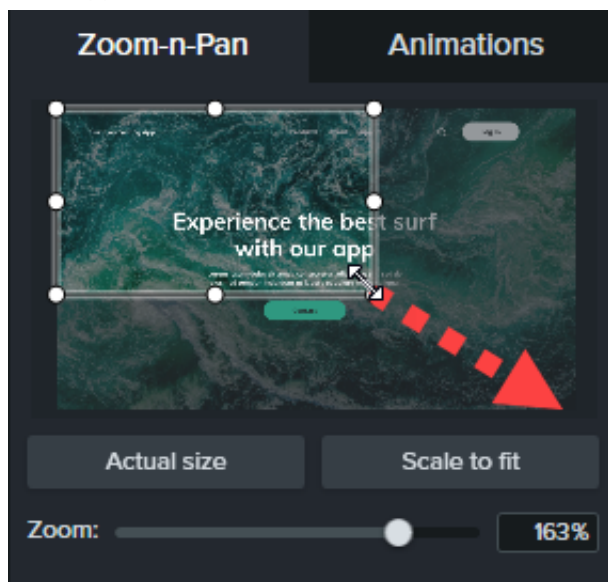 Zoom-n-Pan
Animations
Experience the best surf
with our app
Actual size
Scale to fit
Zoom:
163%